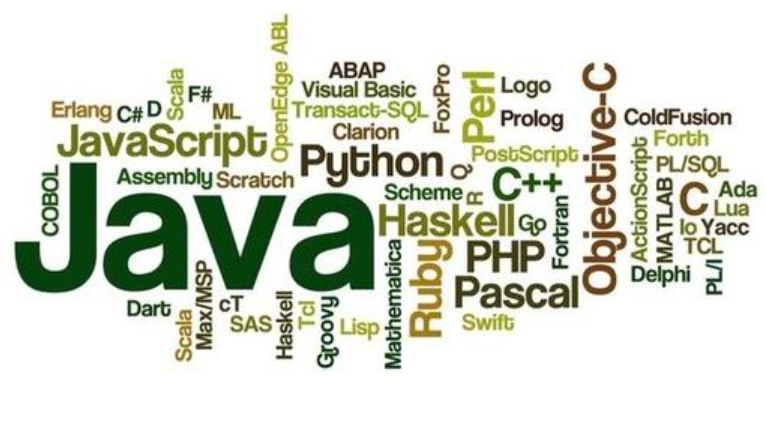 OpenEdge ABL
ABAP
Scala
F#
Visual Basic
FoxPro
Perl
Logo
Objective-C
Erlang
C#
D
ML
Transact-SQL
Prolog
ColdFusion
JavaScript
Clarion
Forth
Python
Q
PostScript
ActionScript
PL/SQL
COBOL
Assembly
Scratch
Scheme
R
C++
MATLAB
C
Ada
Java
Haskell
Go
Fortran
Lua
Io
Yacc
TCL
Mathematica
Ruby
PHP
Delphi
PL/I
Pascal
Dart
Scala
Max/MSP
cT
SAS
Haskell
Tcl
Groovy
Lisp
Swift